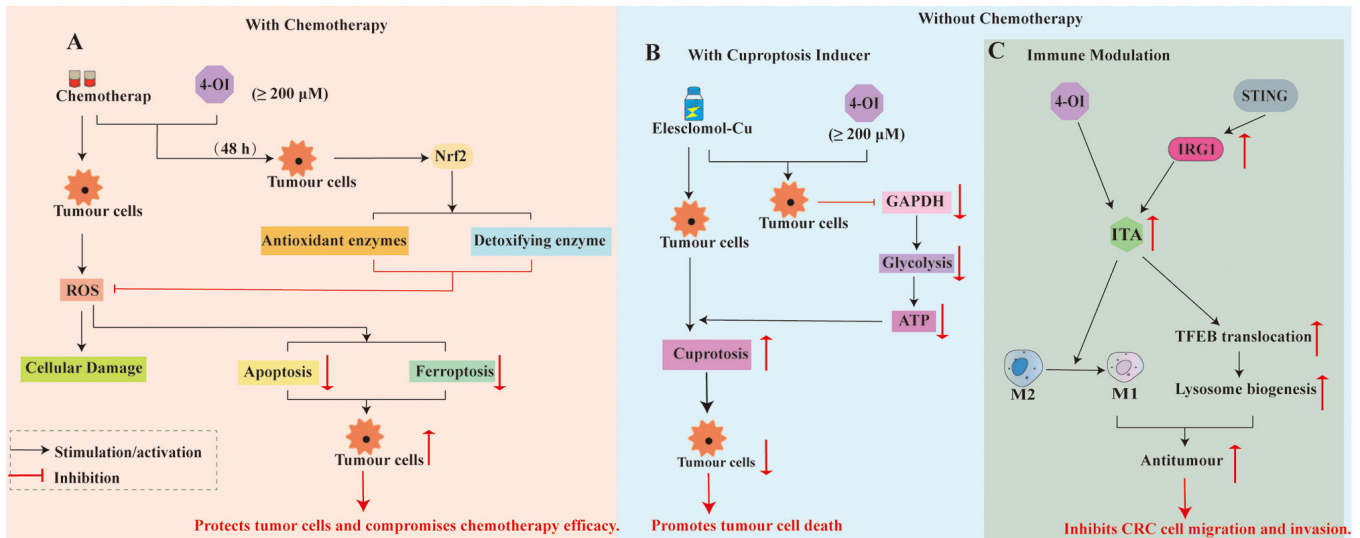 With Chemotherapy
A
Chemotherap
4-OI
(≥ 200 μM)
(48 h)
Tumour cells
Nrf2
Tumour cells
Antioxidant enzymes
Detoxifying enzyme
ROS
Cellular Damage
Apoptosis
Ferroptosis
Tumour cells
Stimulation/activation
Inhibition
Protects tumor cells and compromises chemotherapy efficacy.
Without Chemotherapy
B
With Cuproptosis Inducer
Elesclomol-Cu
4-OI
(≥ 200 μM)
Tumour cells
Tumour cells
GAPDH
Glycolysis
ATP
Cuprotosis
Tumour cells
Promotes tumour cell death
C
Immune Modulation
4-OI
STING
IRG1
ITA
TFEB translocation
M2
M1
Lysosome biogenesis
Antitumour
Inhibits CRC cell migration and invasion.